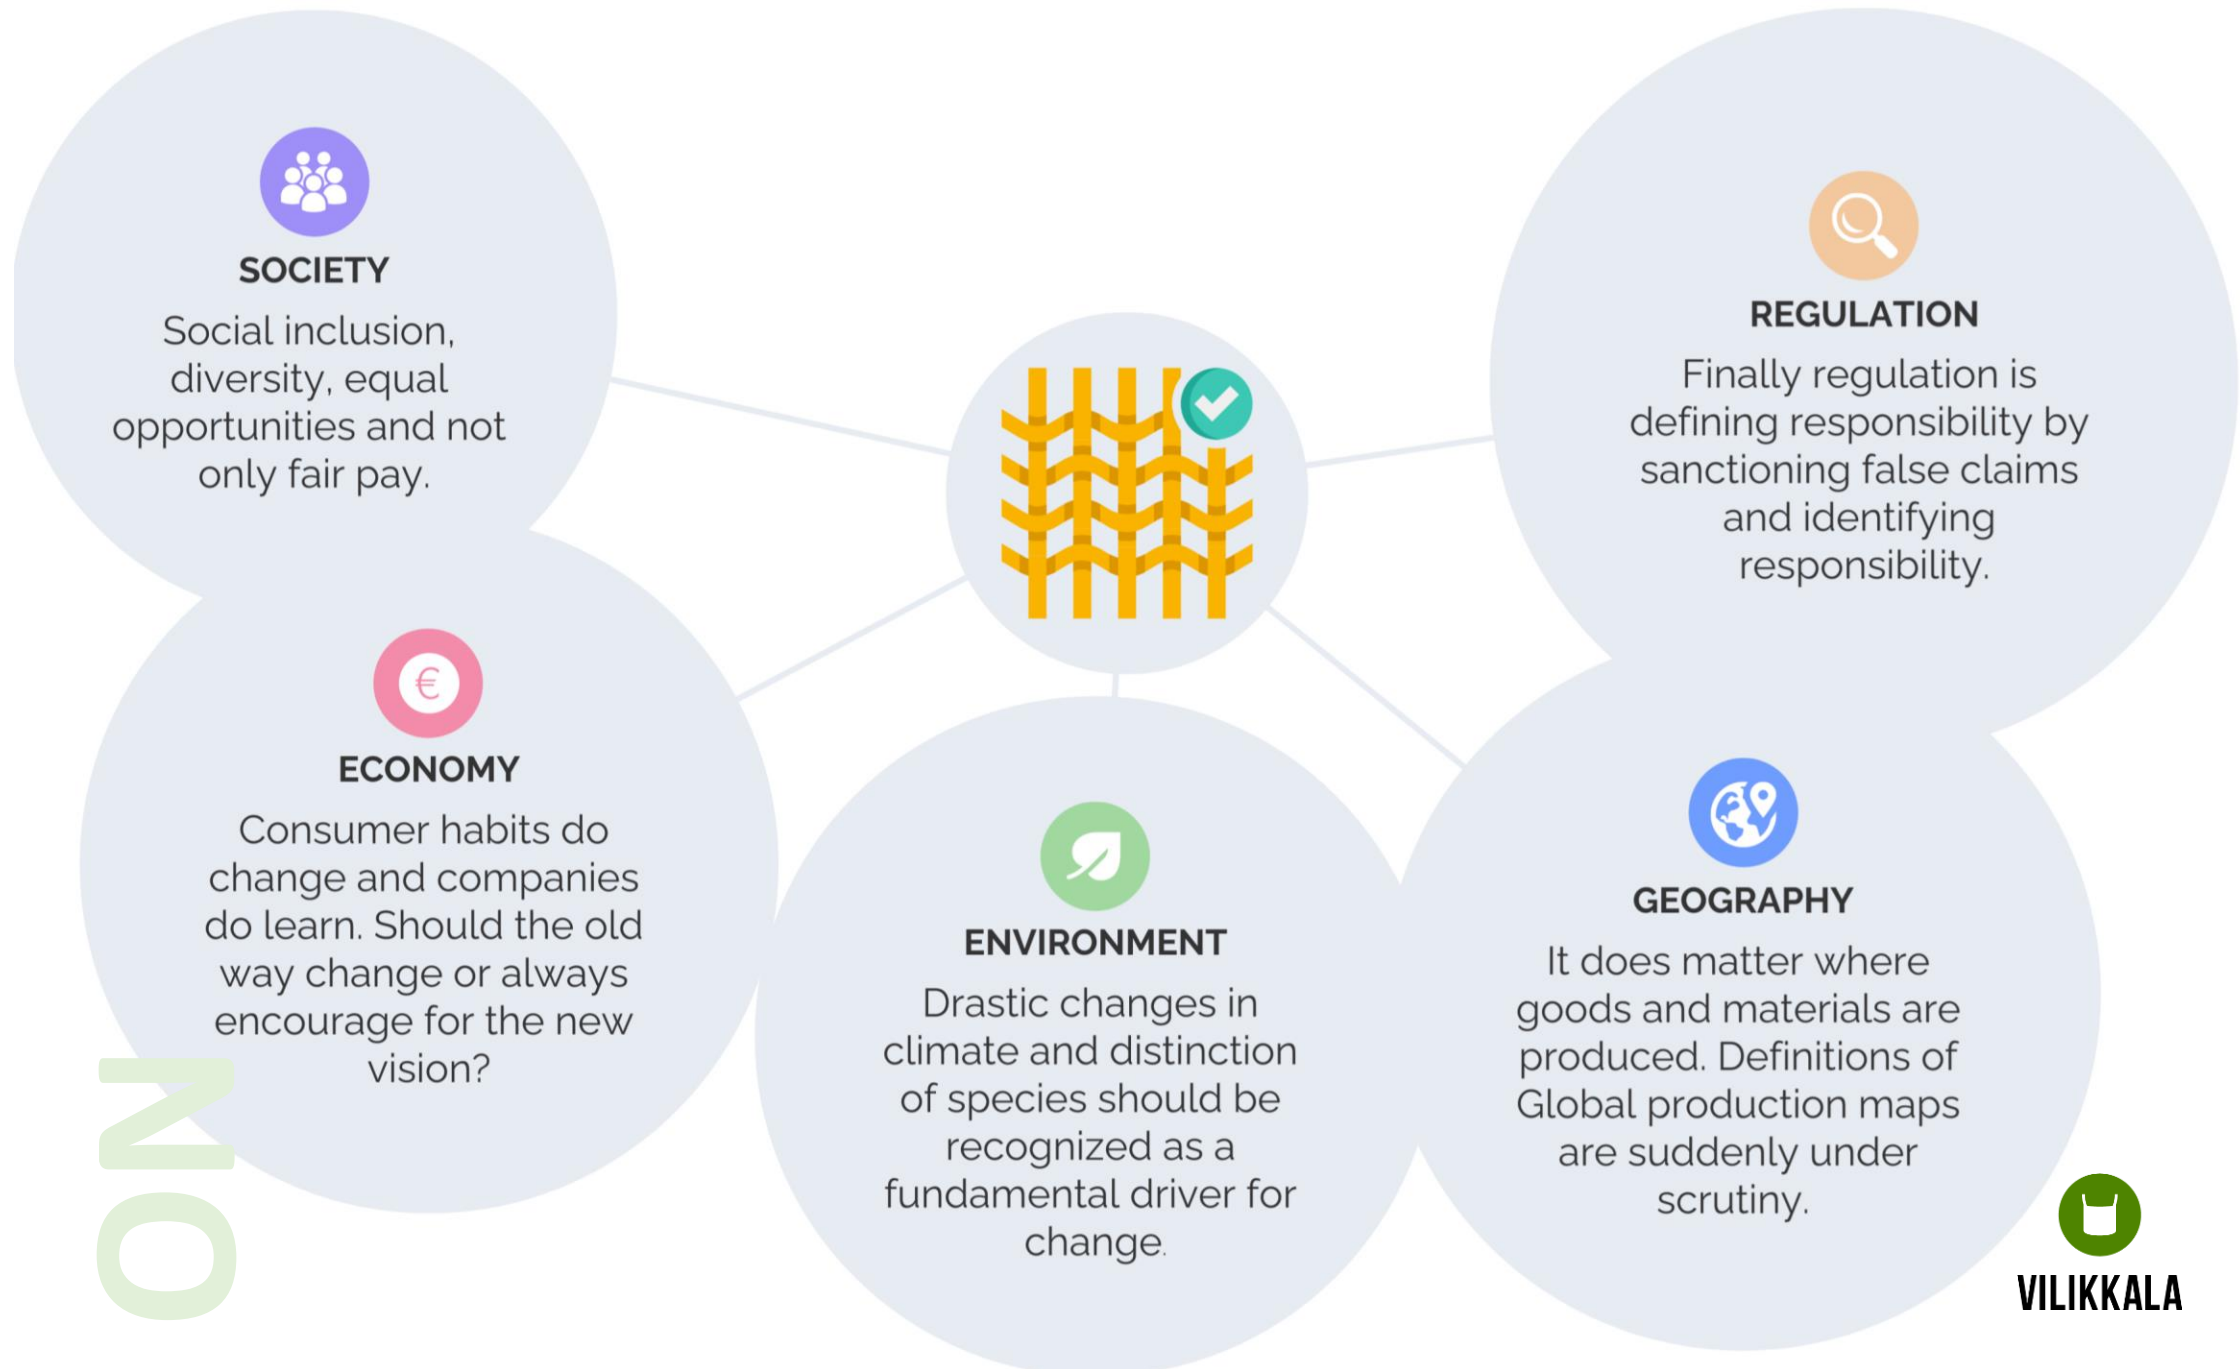 SOCIETY
Social inclusion,
diversity, equal
opportunities and not
only fair pay.
ECONOMY
€
Consumer habits do
change and companies
do learn. Should the old
way change or always
encourage for the new
vision?
ENVIRONMENT
Drastic changes in
climate and distinction
of species should be
recognized as a
fundamental driver for
change.
GEOGRAPHY
It does matter where
goods and materials are
produced. Definitions of
Global production maps
are suddenly under
scrutiny.
REGULATION
Finally regulation is
defining responsibility by
sanctioning false claims
and identifying
responsibility.
ON
VILIKKALA